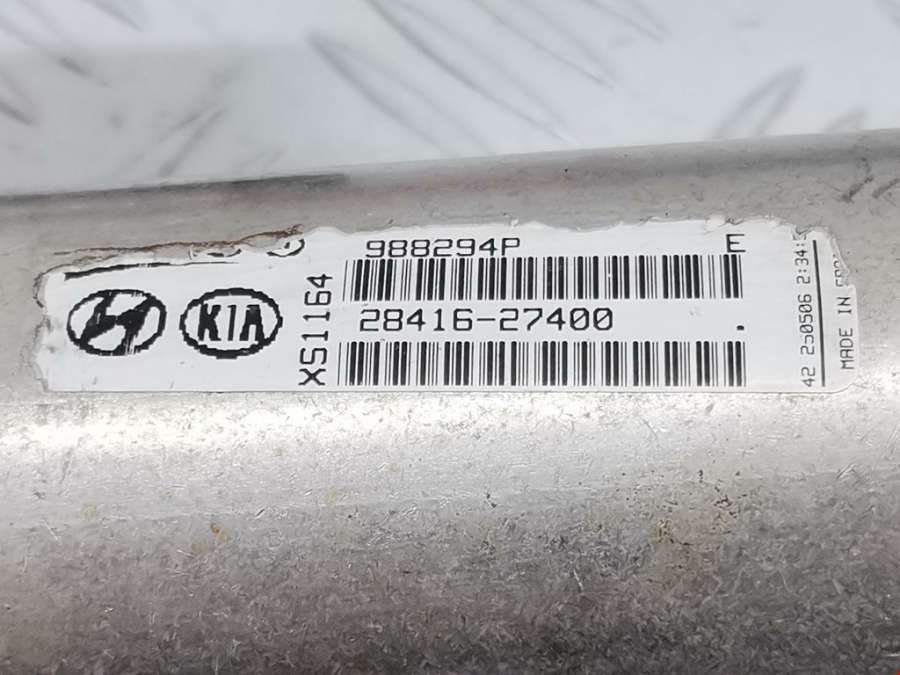 988294P E
XS1164
28416-27400 .
KIA
42 250506 2:34:
MADE IN